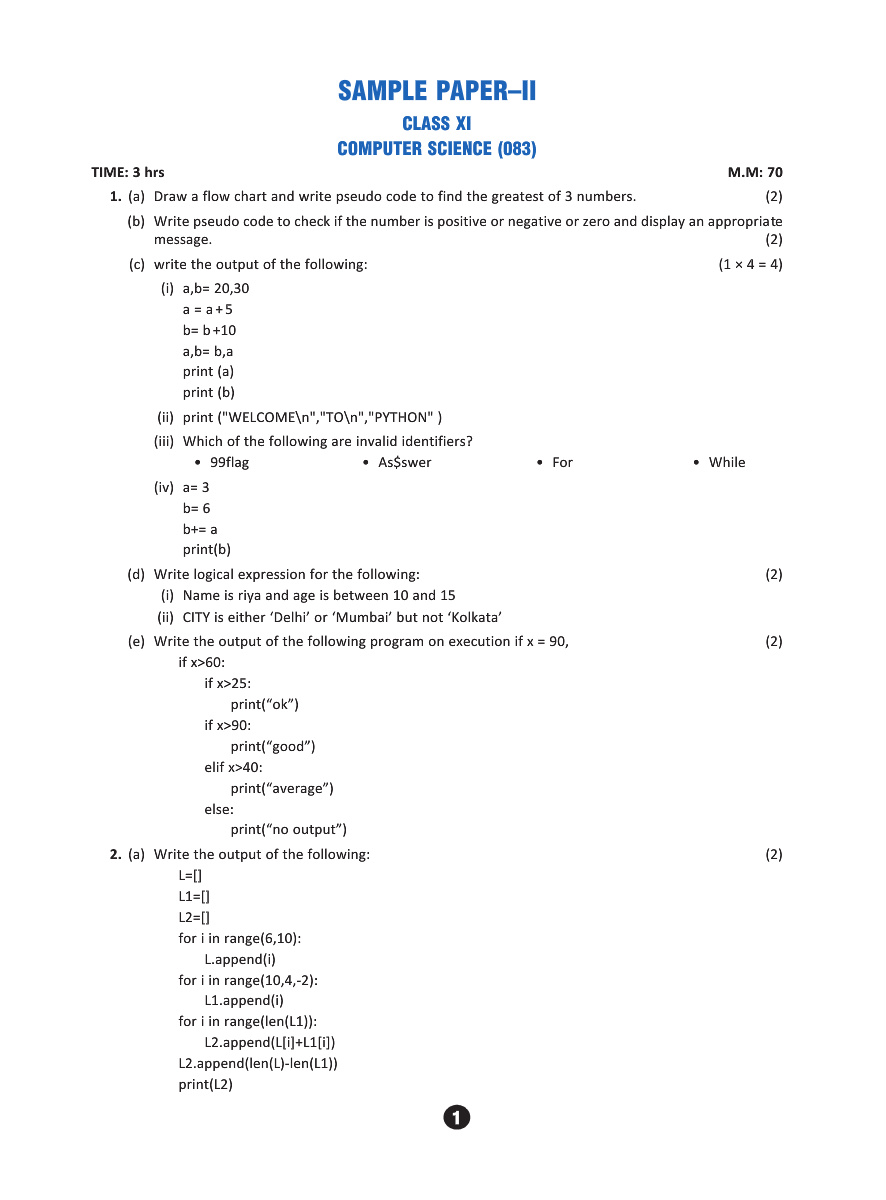 SAMPLE PAPER–II
CLASS XI
COMPUTER SCIENCE (083)
TIME: 3 hrs M.M: 70
1. (a) Draw a flow chart and write pseudo code to find the greatest of 3 numbers. (2)
(b) Write pseudo code to check if the number is positive or negative or zero and display an appropriate
message. (2)
(c) write the output of the following: (1 × 4 = 4)
(i) a,b= 20,30
a = a+5
b= b+10
a,b= b,a
print (a)
print (b)
(ii) print ("WELCOME\n","TO\n","PYTHON" )
(iii) Which of the following are invalid identifiers?
• 99flag • As$swer • For • While
(iv) a= 3
b= 6
b+= a
print(b)
(d) Write logical expression for the following: (2)
(i) Name is riya and age is between 10 and 15
(ii) CITY is either ‘Delhi’ or ‘Mumbai’ but not ‘Kolkata’
(e) Write the output of the following program on execution if x = 90, (2)
if x>60:
if x>25:
print(“ok”)
if x>90:
print(“good”)
elif x>40:
print(“average”)
else:
print(“no output”)
2. (a) Write the output of the following: (2)
L=[]
L1=[]
L2=[]
for i in range(6,10):
L.append(i)
for i in range(10,4,-2):
L1.append(i)
for i in range(len(L1)):
L2.append(L[i]+L1[i])
L2.append(len(L)-len(L1))
print(L2)
1